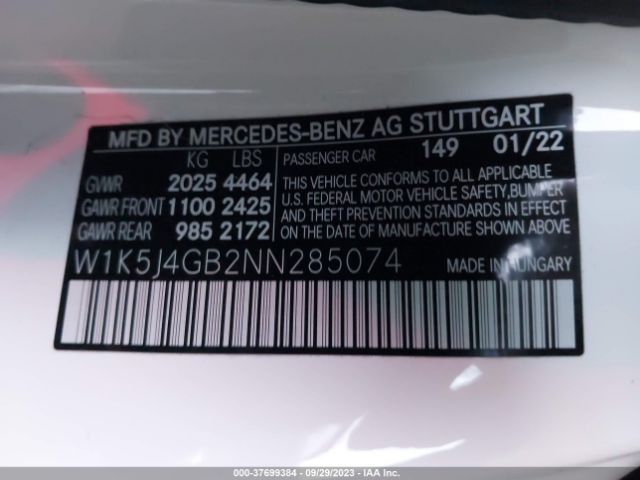 MFD BY MERCEDES-BENZ AG STUTTGART
KG LBS
GVWR 2025 4464
GAWR FRONT 1100 2425
GAWR REAR 985 2172
PASSENGER CAR 149 01/22
THIS VEHICLE CONFORMS TO ALL APPLICABLE
U.S. FEDERAL MOTOR VEHICLE SAFETY, BUMPER
AND THEFT PREVENTION STANDARDS IN EFFECT
ON THE DATE OF MANUFACTURE SHOWN ABOVE
W1K5J4GB2NN285074 MADE IN HUNGARY
000-37699384 - 09/29/2023 - IAA Inc.